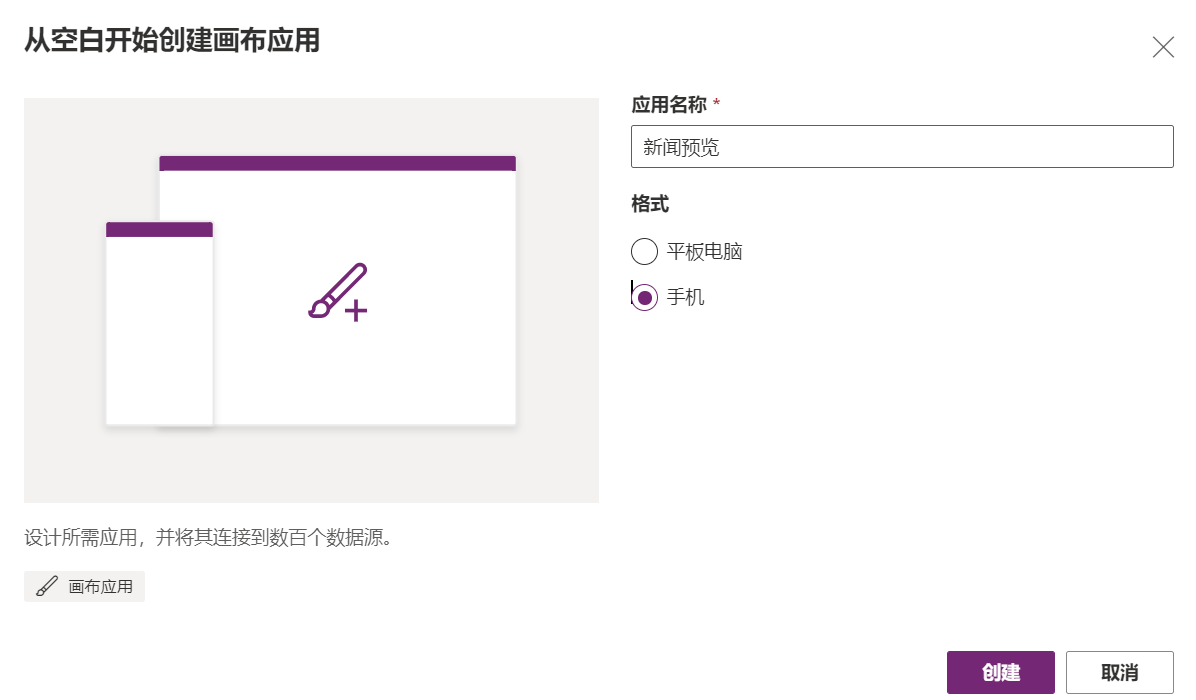 从空白开始创建画布应用
应用名称 *
新闻预览
格式
平板电脑
手机
设计所需应用，并将其连接到数百个数据源。
画布应用
创建
取消